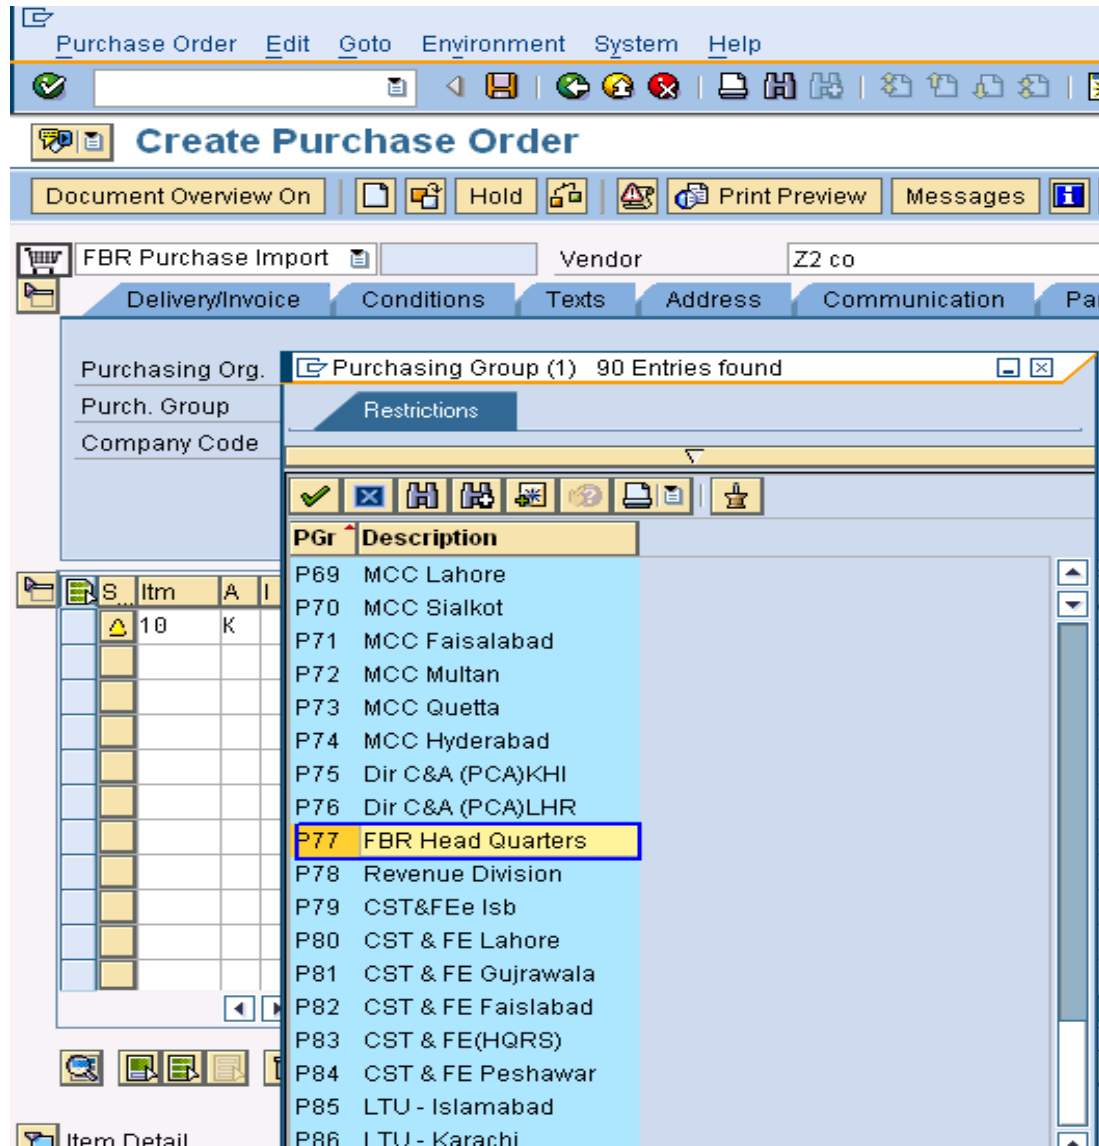 Purchase Order Edit Goto Environment System Help
Create Purchase Order
Document Overview On Hold Print Preview Messages
FBR Purchase Import Vendor Z2 co
Delivery/Invoice Conditions Texts Address Communication Pa
Purchasing Org.
Purch. Group
Company Code
Purchasing Group (1) 90 Entries found
Restrictions
PGr Description
P69 MCC Lahore
P70 MCC Sialkot
P71 MCC Faisalabad
P72 MCC Multan
P73 MCC Quetta
P74 MCC Hyderabad
P75 Dir C&A (PCA)KHI
P76 Dir C&A (PCA)LHR
P77 FBR Head Quarters
P78 Revenue Division
P79 CST&FEe Isb
P80 CST & FE Lahore
P81 CST & FE Gujrawala
P82 CST & FE Faislabad
P83 CST & FE(HQRS)
P84 CST & FE Peshawar
P85 LTU - Islamabad
P86 LTU - Karachi
S... Itm A I
10 K
Item Detail